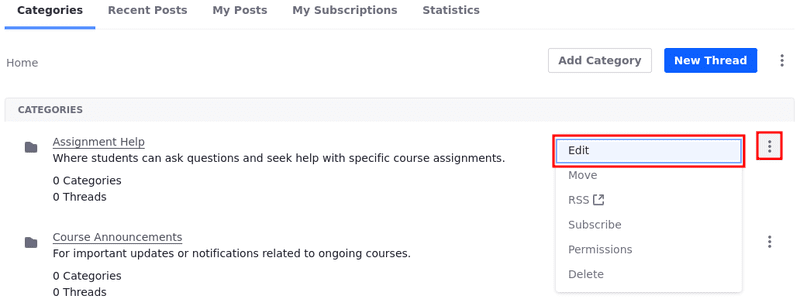 Categories Recent Posts My Posts My Subscriptions Statistics
Home Add Category New Thread
CATEGORIES
Assignment Help
Where students can ask questions and seek help with specific course assignments.
0 Categories
0 Threads
Edit
Move
RSS
Subscribe
Permissions
Delete
Course Announcements
For important updates or notifications related to ongoing courses.
0 Categories
0 Threads